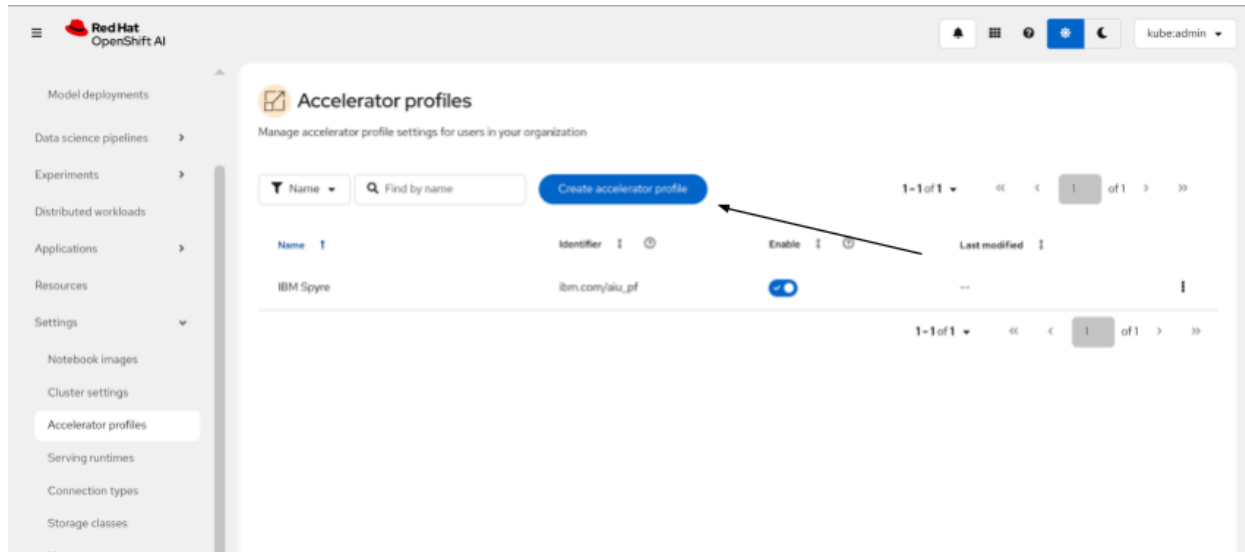 Red Hat
OpenShift AI
kube:admin
Model deployments
Data science pipelines
Experiments
Distributed workloads
Applications
Resources
Settings
Notebook images
Cluster settings
Accelerator profiles
Serving runtimes
Connection types
Storage classes
Accelerator profiles
Manage accelerator profile settings for users in your organization
Name
Find by name
Create accelerator profile
1-1 of 1
1 of 1
Name Identifier Enable Last modified
IBM Spyre ibm.com/aiu_pf --
1-1 of 1
1 of 1